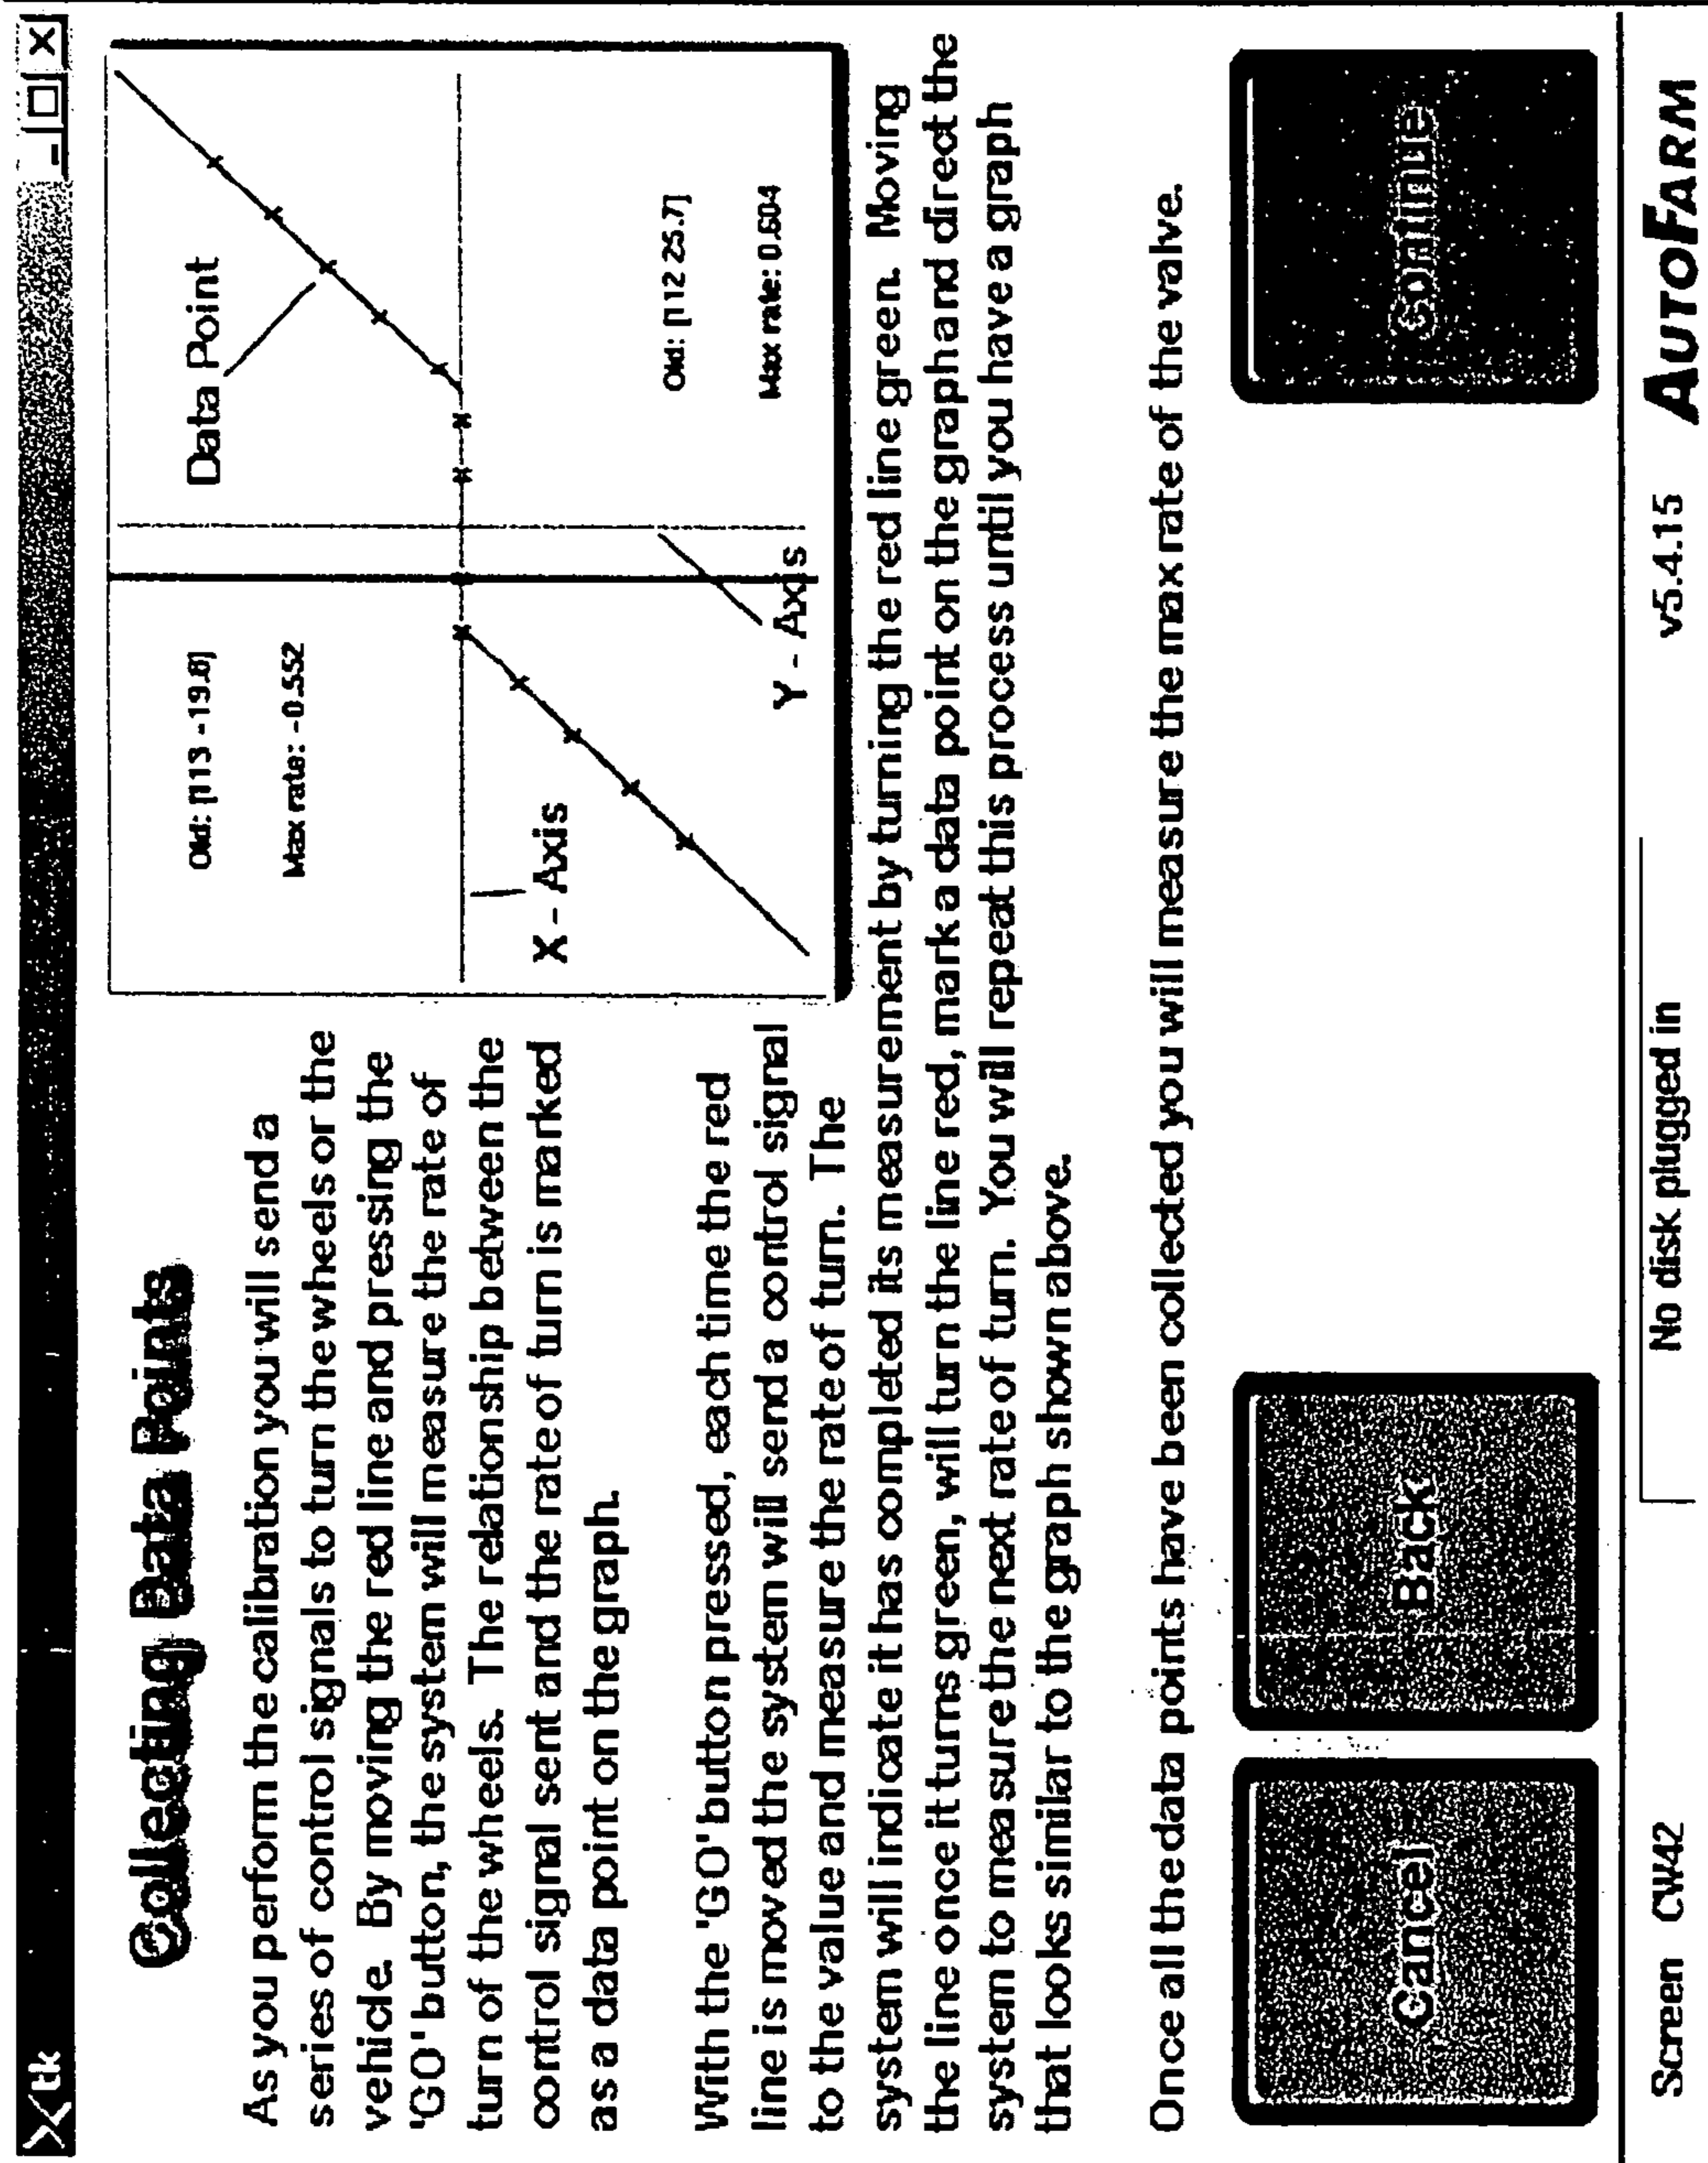 tk
Collecting Data Points
As you perform the calibration you will send a
series of control signals to turn the wheels or the
vehicle. By moving the red line and pressing the
'GO' button, the system will measure the rate of
turn of the wheels. The relationship between the
control signal sent and the rate of turn is marked
as a data point on the graph.
Old: [113 -19.8]
Max rate: -0.552
X - Axis
Y - Axis
Data Point
Old: [112 25.7]
Max rate: 0.604
With the 'GO' button pressed, each time the red
line is moved the system will send a control signal
to the value and measure the rate of turn. The
system will indicate it has completed its measurement by turning the red line green. Moving
the line once it turns green, will turn the line red, mark a data point on the graph and direct the
system to measure the next rate of turn. You will repeat this process until you have a graph
that looks similar to the graph shown above.
Once all the data points have been collected you will measure the max rate of the valve.
Cancel
Back
Continue
Screen CW42
No disk plugged in
v5.4.15
AUTOFARM